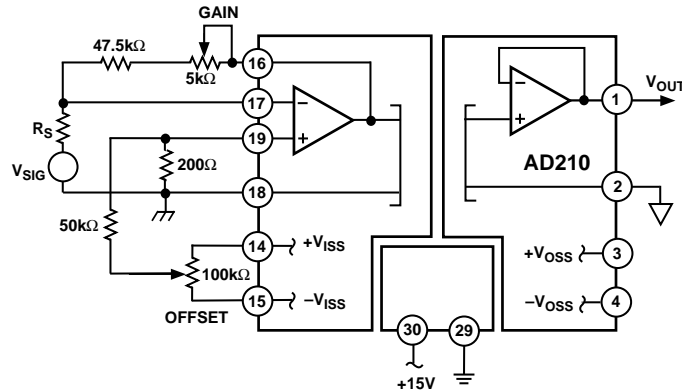 GAIN
47.5kΩ
5kΩ
16
17
19
18
14
15
R_S
V_SIG
200Ω
50kΩ
+V_ISS
100kΩ
–V_ISS
OFFSET
30
29
+15V
AD210
1
V_OUT
2
+V_OSS
3
–V_OSS
4